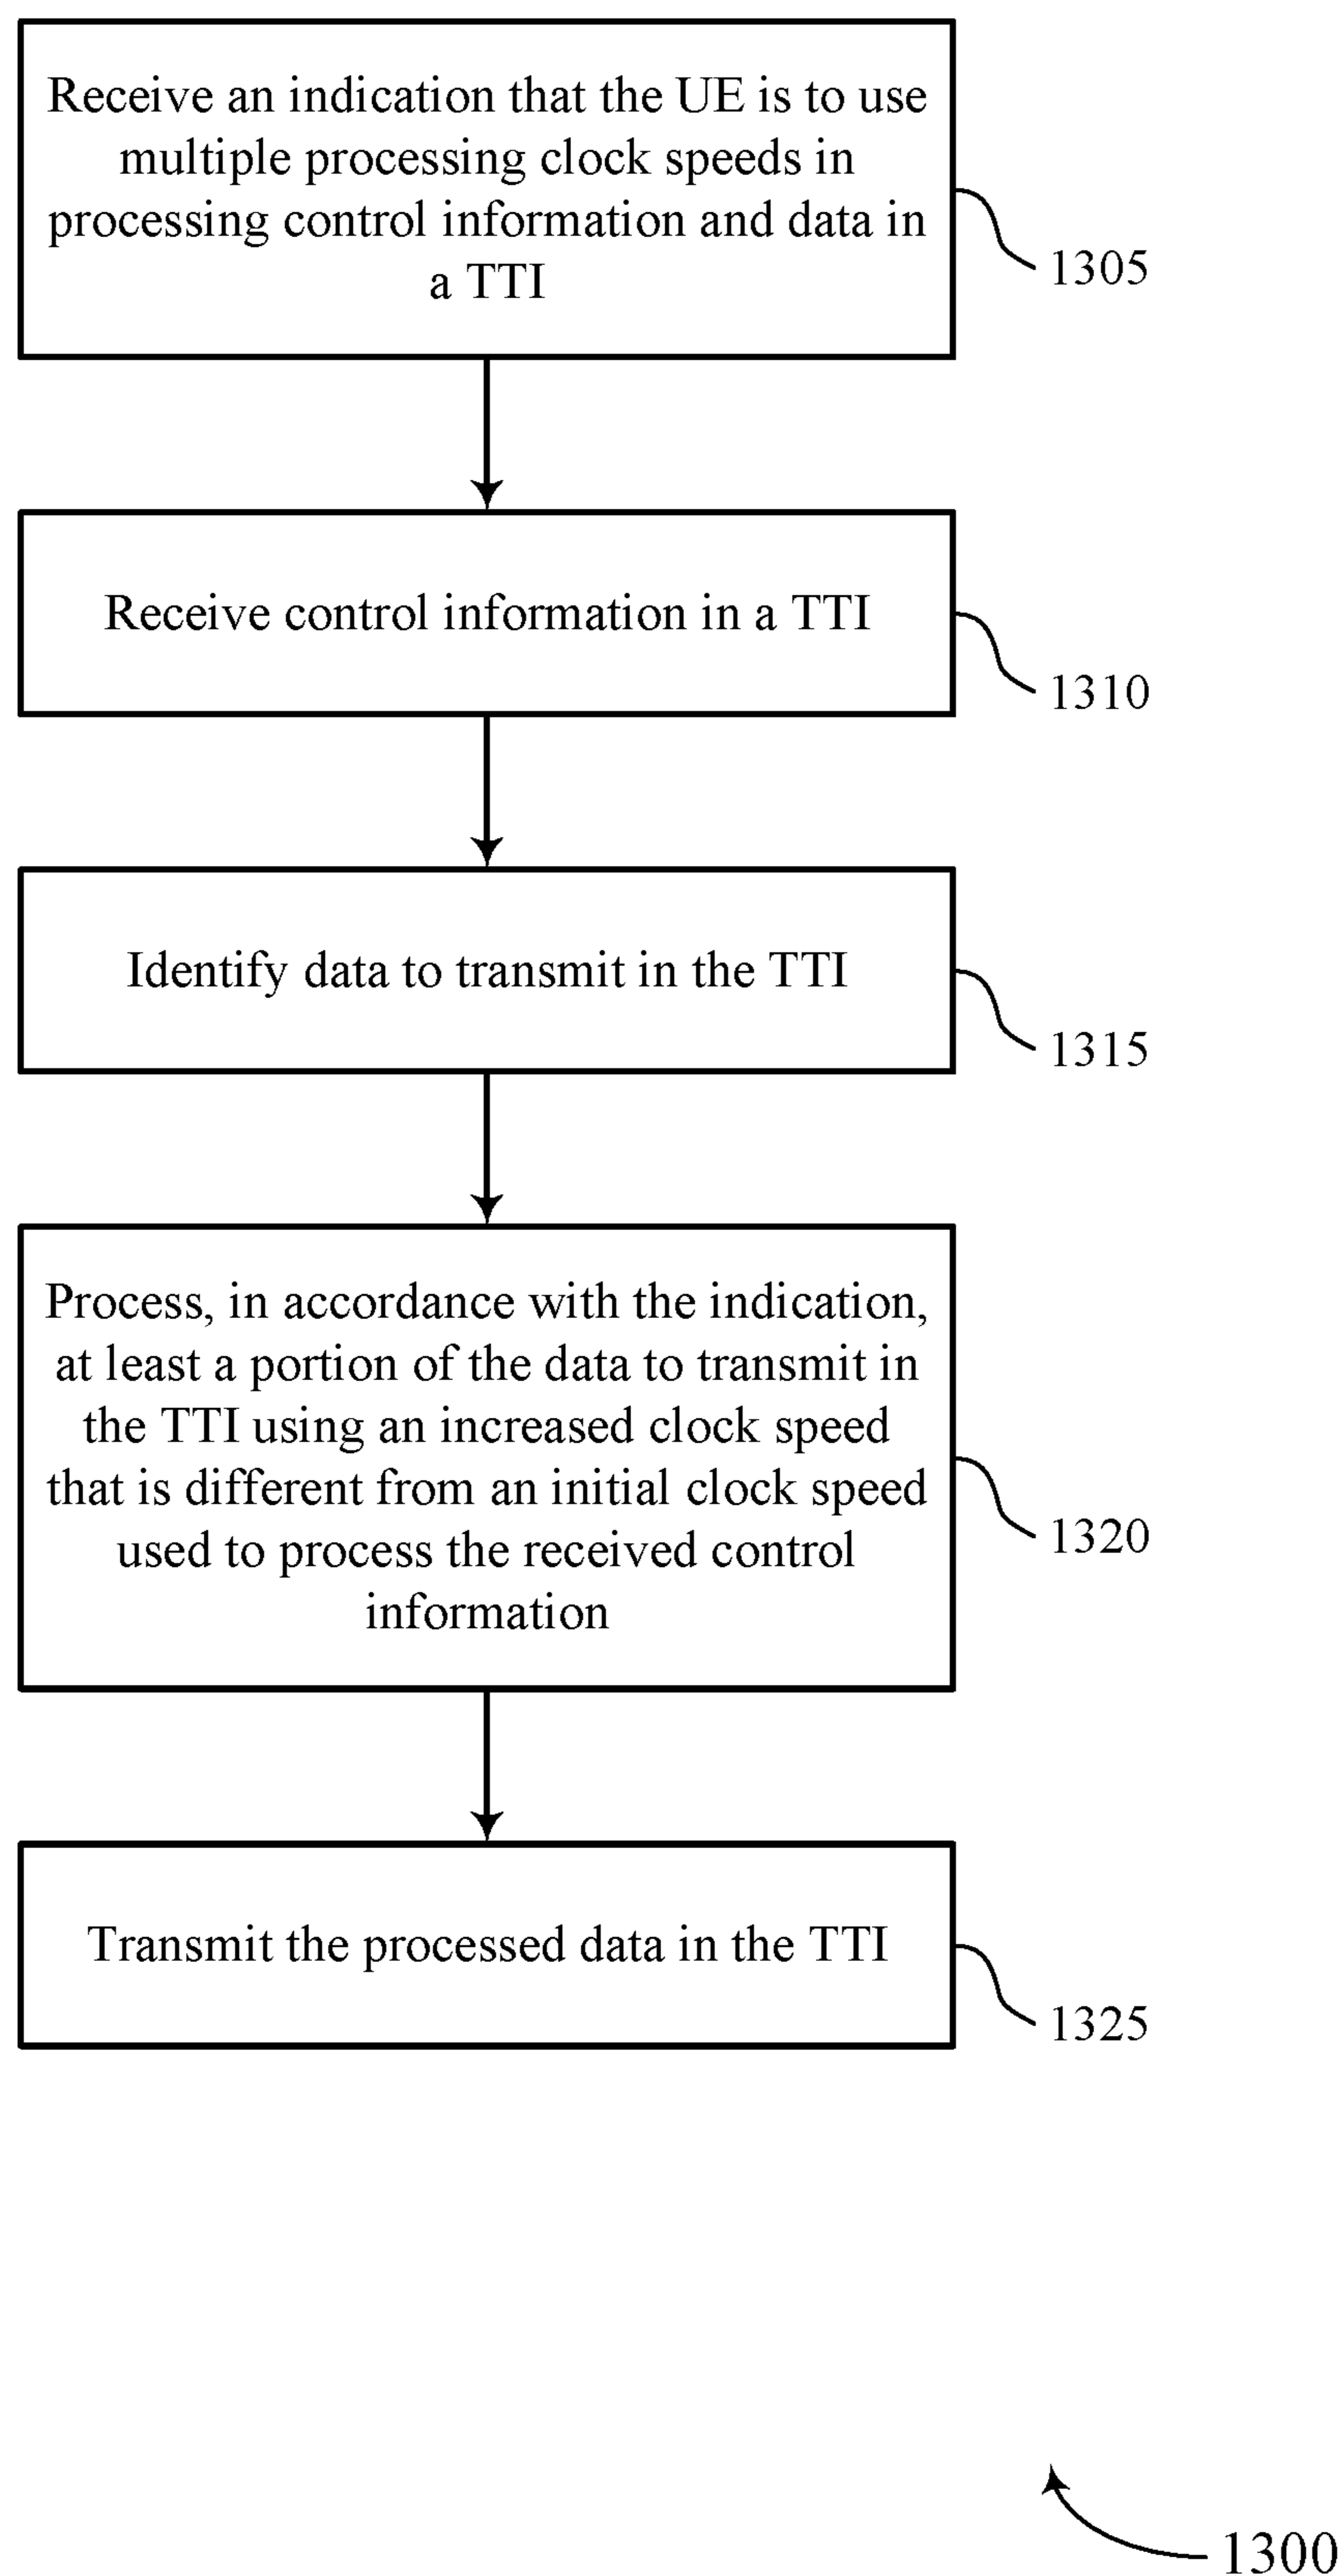 Receive an indication that the UE is to use
multiple processing clock speeds in
processing control information and data in
a TTI
1305
Receive control information in a TTI
1310
Identify data to transmit in the TTI
1315
Process, in accordance with the indication,
at least a portion of the data to transmit in
the TTI using an increased clock speed
that is different from an initial clock speed
used to process the received control
information
1320
Transmit the processed data in the TTI
1325
1300